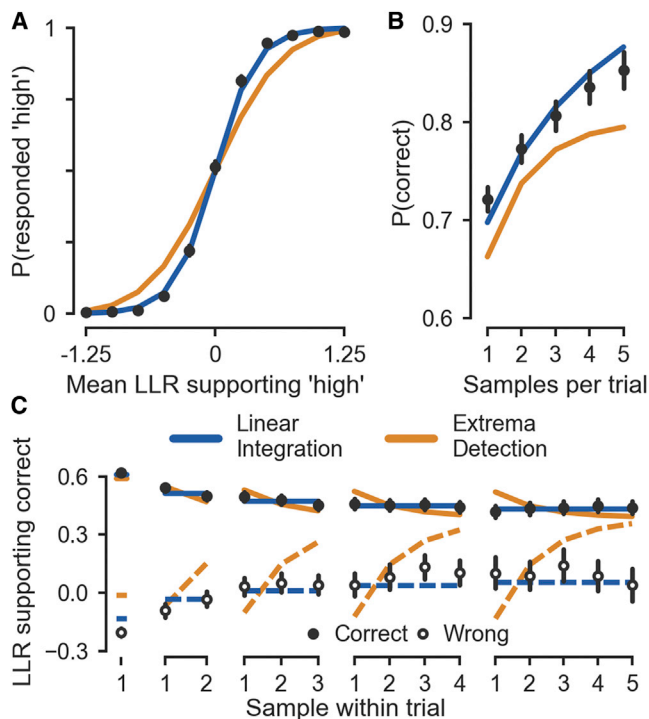 A
B
P(responded 'high')
1
0
-1.25
0
1.25
Mean LLR supporting 'high'
P(correct)
0.9
0.8
0.7
0.6
1 2 3 4 5
Samples per trial
C
Linear
Integration
Extrema
Detection
LLR supporting correct
0.6
0.3
0.0
−0.3
Correct
Wrong
1 1 2 1 2 3 1 2 3 4 1 2 3 4 5
Sample within trial